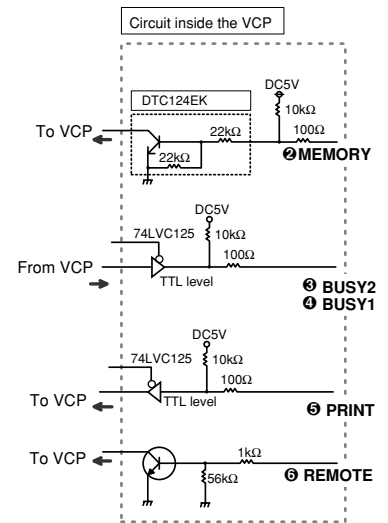 Circuit inside the VCP
DC5V
DTC124EK
10kΩ
To VCP
22kΩ
100Ω
22kΩ
❷MEMORY
DC5V
74LVC125
10kΩ
100Ω
From VCP
TTL level
❸ BUSY2
❹ BUSY1
DC5V
74LVC125
10kΩ
100Ω
To VCP
TTL level
❺ PRINT
To VCP
1kΩ
❻ REMOTE
56kΩ